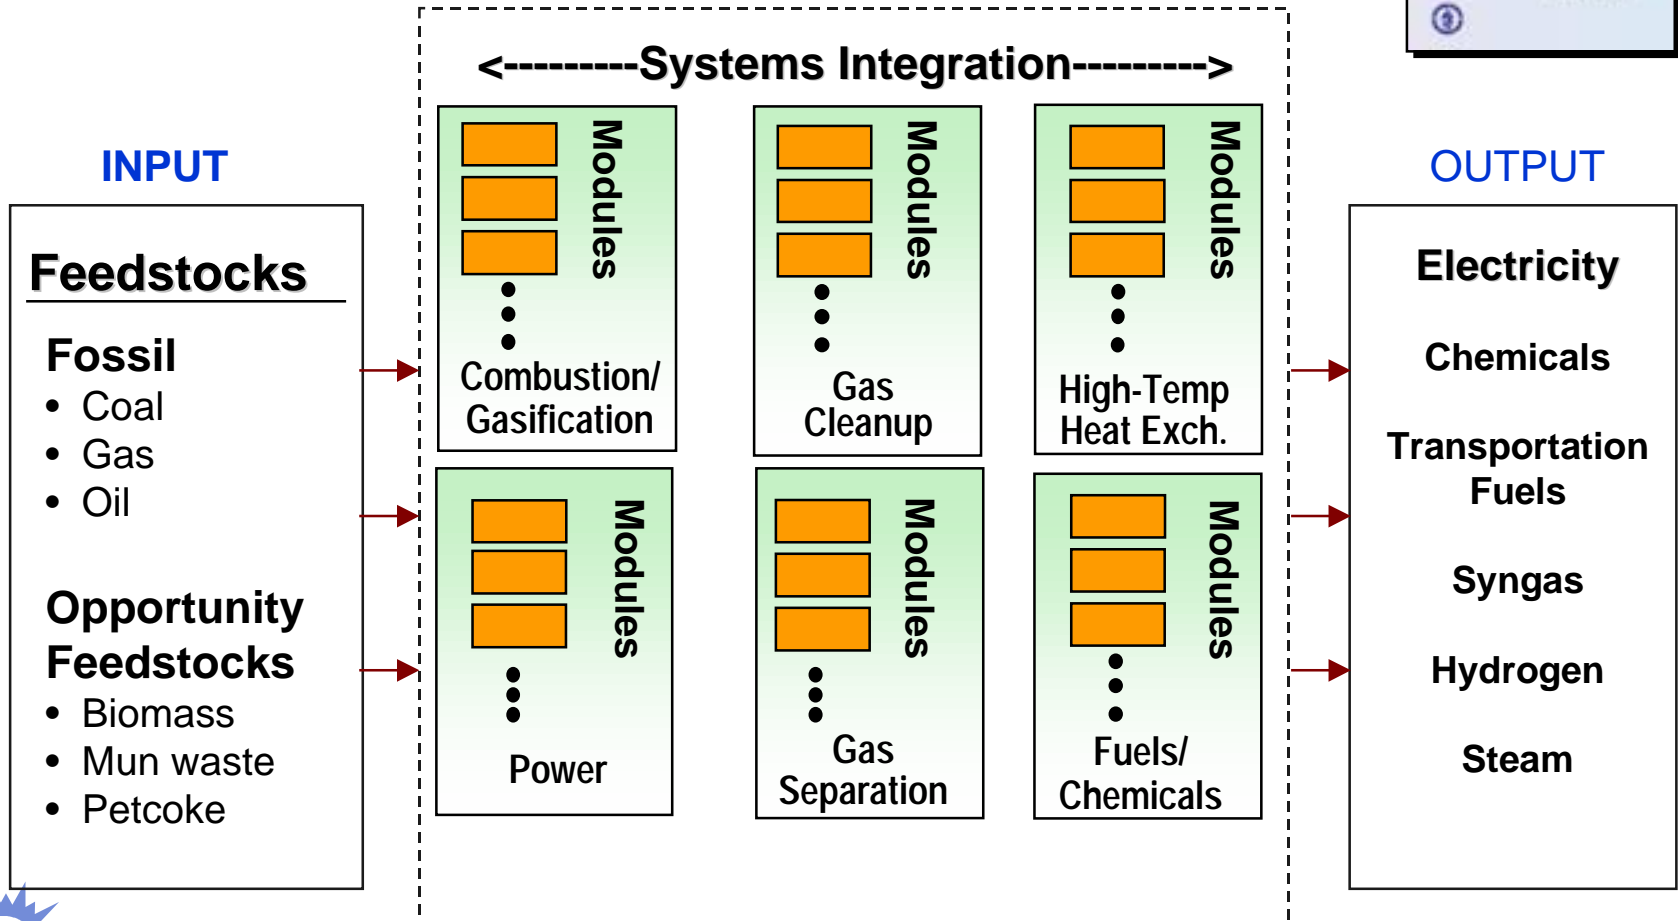 <---------Systems Integration--------->
INPUT
Feedstocks
Fossil
• Coal
• Gas
• Oil
Opportunity
Feedstocks
• Biomass
• Mun waste
• Petcoke
Modules
Combustion/
Gasification
Modules
Gas
Cleanup
Modules
High-Temp
Heat Exch.
Modules
Power
Modules
Gas
Separation
Modules
Fuels/
Chemicals
OUTPUT
Electricity
Chemicals
Transportation
Fuels
Syngas
Hydrogen
Steam